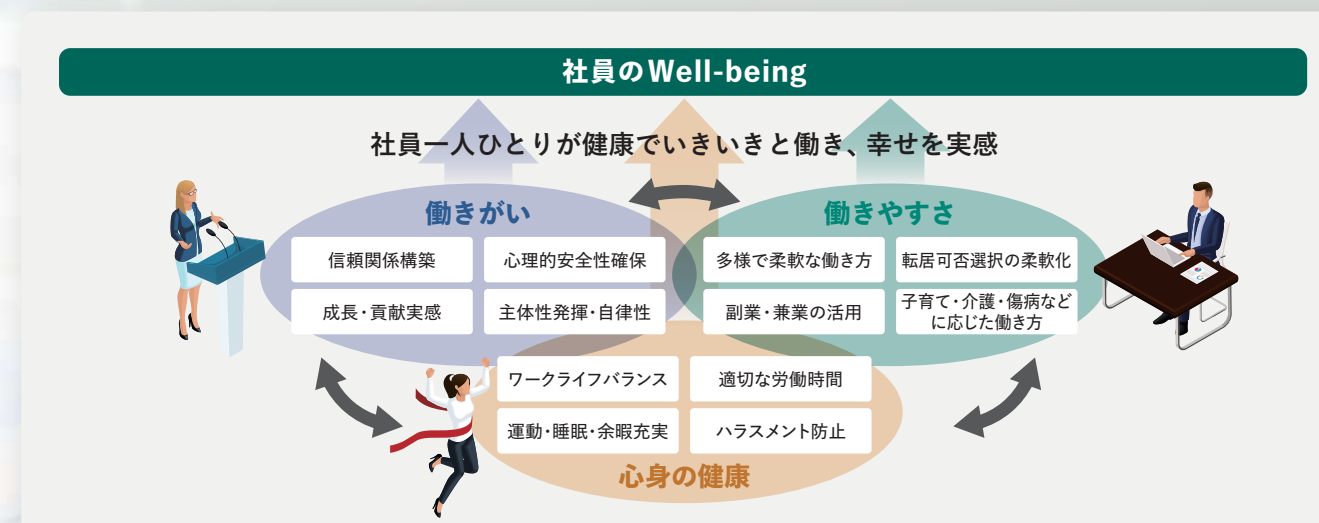 社員のWell-being
社員一人ひとりが健康でいきいきと働き、幸せを実感
働きがい
信頼関係構築
心理的安全性確保
成長・貢献実感
主体性発揮・自律性
働きやすさ
多様で柔軟な働き方
転居可否選択の柔軟化
副業・兼業の活用
子育て・介護・傷病など
に応じた働き方
ワークライフバランス
適切な労働時間
運動・睡眠・余暇充実
ハラスメント防止
心身の健康